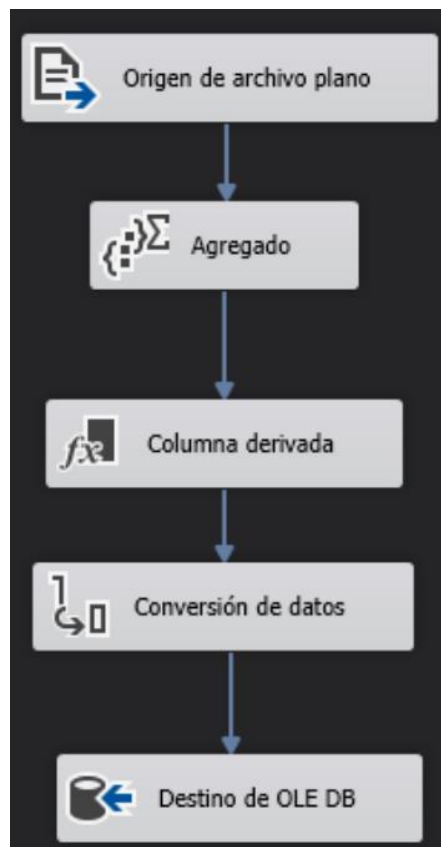 Origen de archivo plano
Agregado
Columna derivada
Conversión de datos
Destino de OLE DB